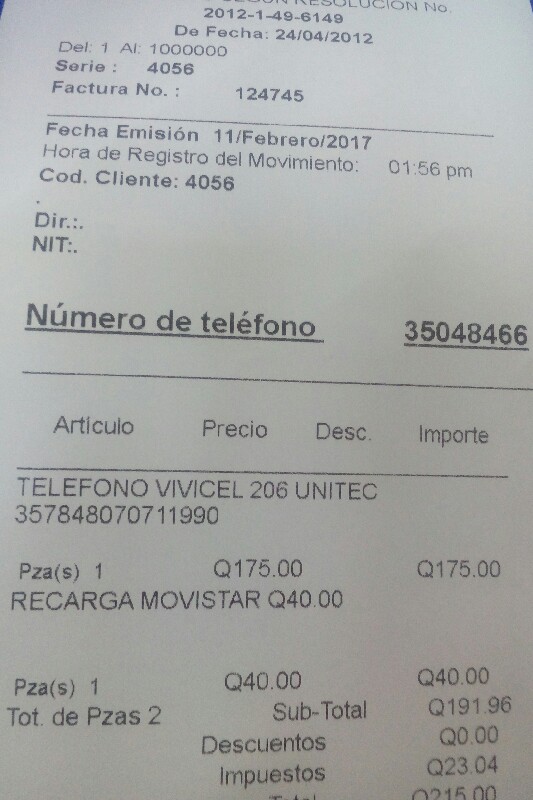 SEGUN RESOLUCION No.
2012-1-49-6149
De Fecha: 24/04/2012
Del: 1 Al: 1000000
Serie : 4056
Factura No. : 124745
Fecha Emisión 11/Febrero/2017
Hora de Registro del Movimiento: 01:56 pm
Cod. Cliente: 4056
.
Dir.:.
NIT:.
Número de teléfono 35048466
Articulo Precio Desc. Importe
TELEFONO VIVICEL 206 UNITEC
357848070711990
Pza(s) 1 Q175.00 Q175.00
RECARGA MOVISTAR Q40.00
Pza(s) 1 Q40.00 Q40.00
Tot. de Pzas 2 Sub-Total Q191.96
Descuentos Q0.00
Impuestos Q23.04
Total Q215.00